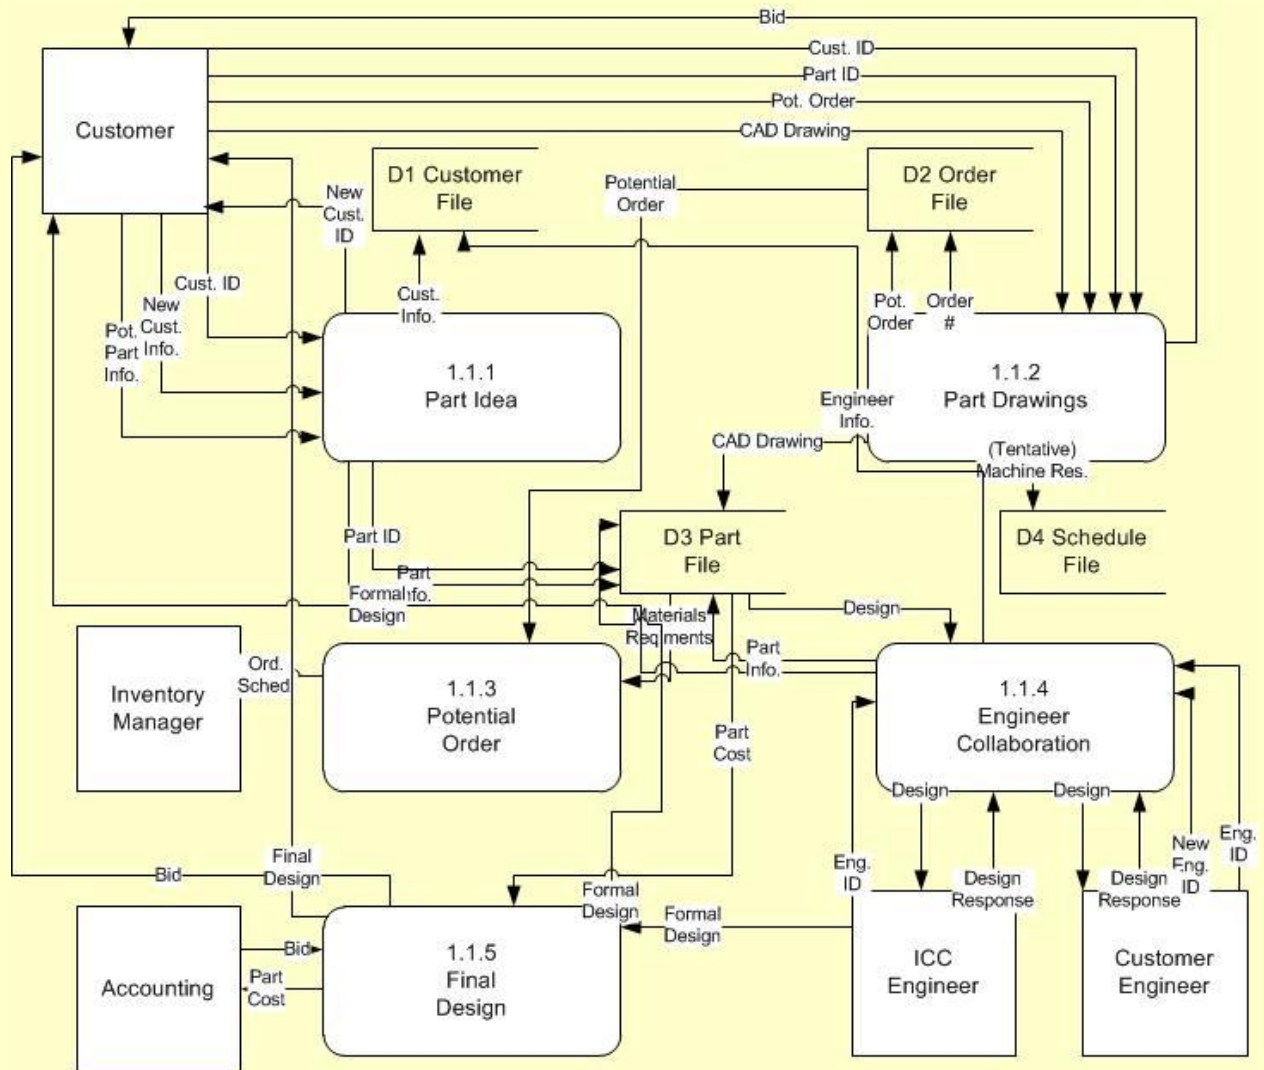 Bid
Cust. ID
Part ID
Pot. Order
CAD Drawing
Customer
D1 Customer
File
Potential
Order
D2 Order
File
New
Cust.
ID
Cust. ID
New
Cust.
Info.
Pot.
Part
Info.
Cust.
Info.
Pot.
Order
Order
#
1.1.1
Part Idea
1.1.2
Part Drawings
Engineer
Info.
CAD Drawing
(Tentative)
Machine Res.
Part ID
D3 Part
File
D4 Schedule
File
Part
Info.
Formal
Design
Materials
Reqments
Design
Part
Info.
Inventory
Manager
Ord.
Sched
1.1.3
Potential
Order
1.1.4
Engineer
Collaboration
Part
Cost
Design
Design
Eng.
ID
Design
Response
Design
Response
New
Eng.
ID
Eng.
ID
Bid
Final
Design
Formal
Design
Formal
Design
Accounting
Bid
Part
Cost
1.1.5
Final
Design
ICC
Engineer
Customer
Engineer